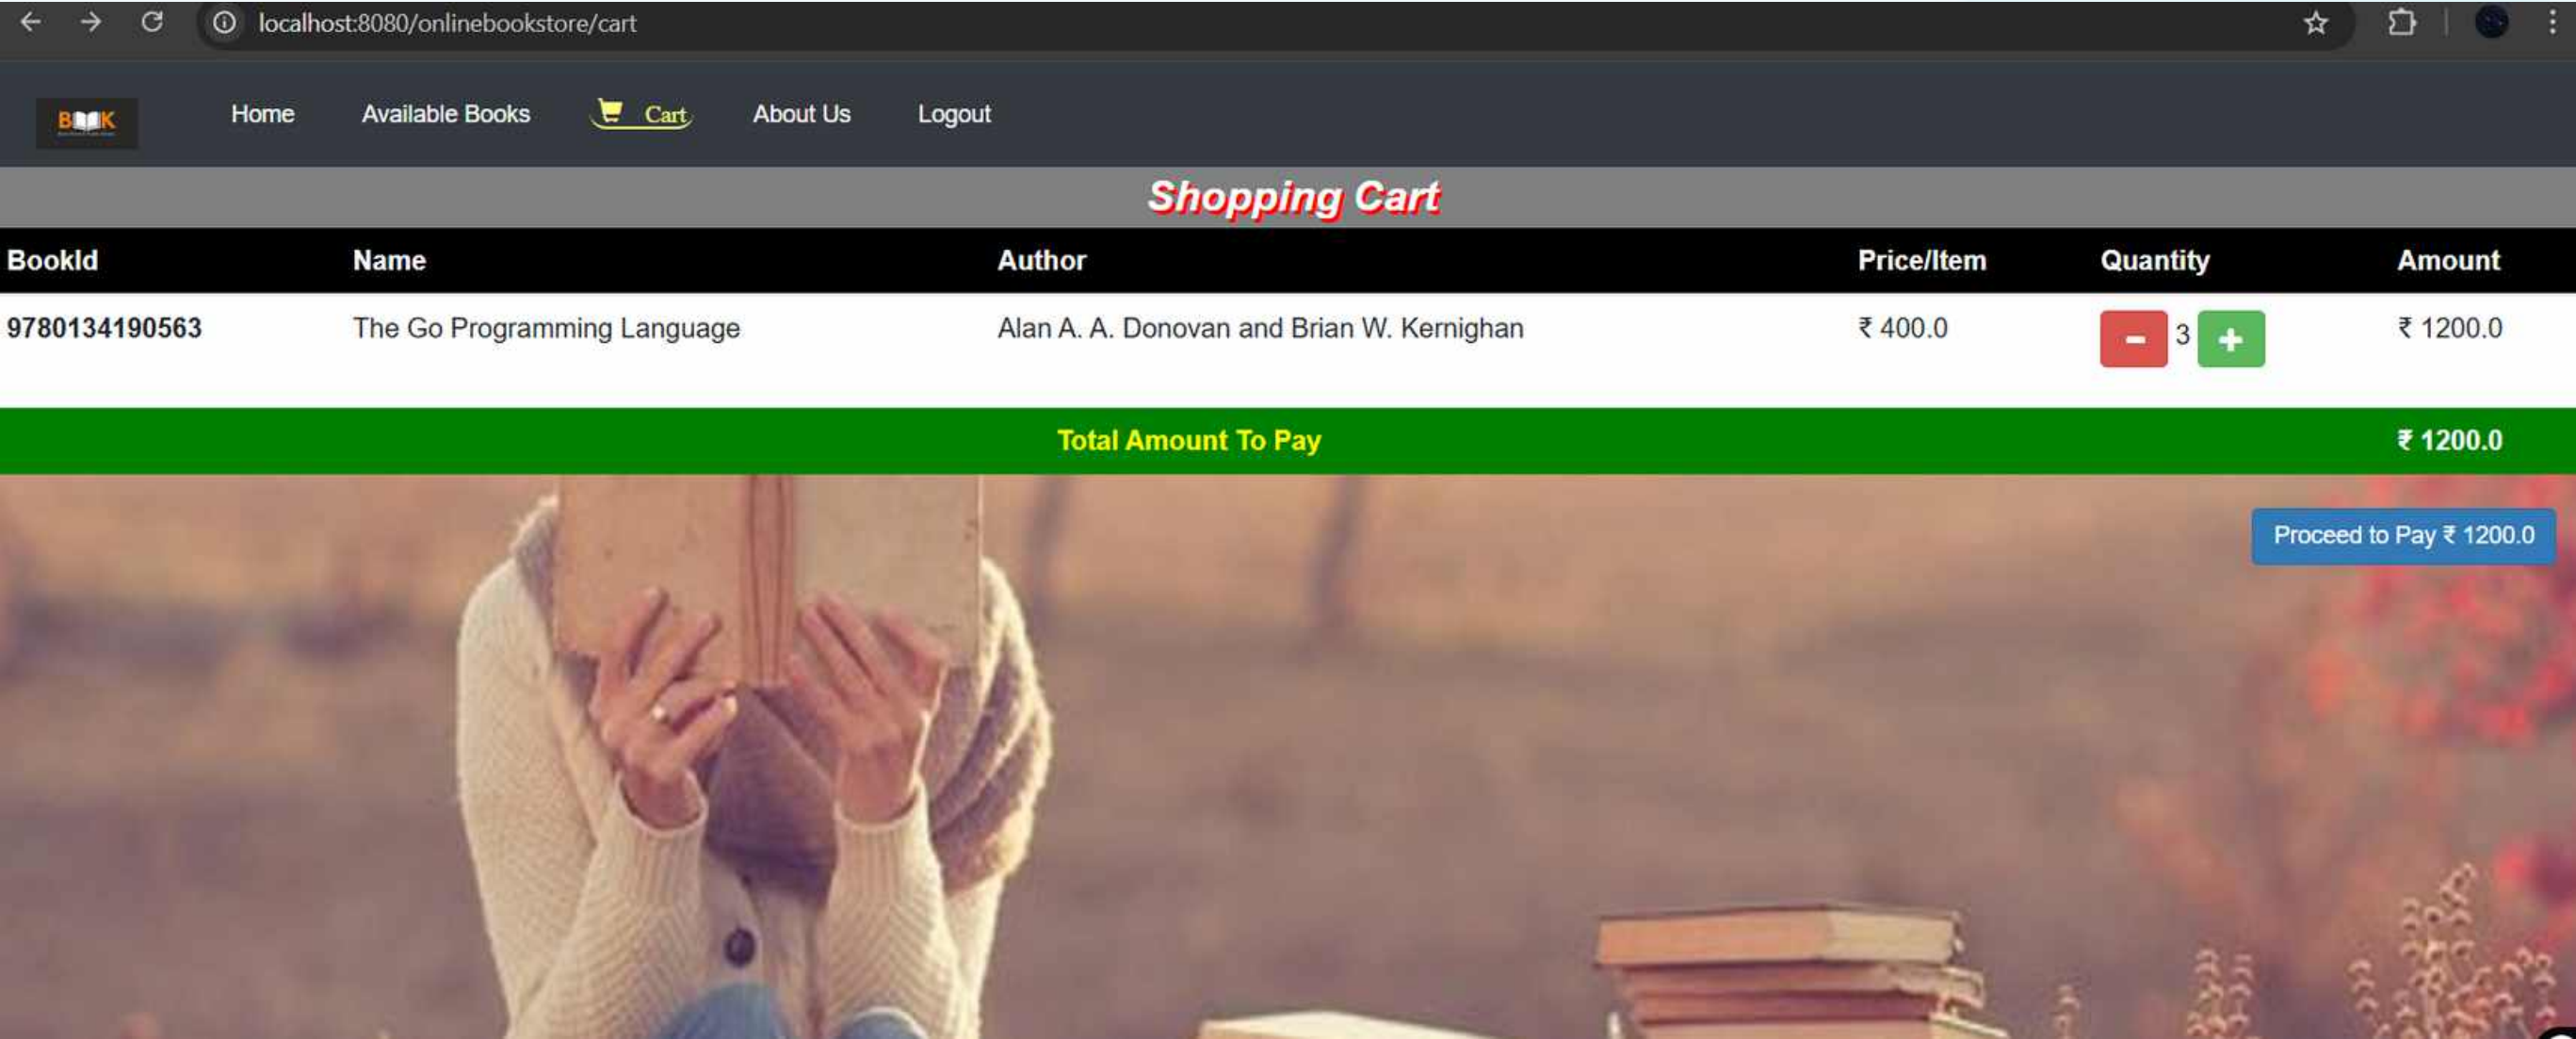 localhost:8080/onlinebookstore/cart
BOOK Home Available Books Cart About Us Logout
Shopping Cart
BookId Name Author Price/Item Quantity Amount
9780134190563 The Go Programming Language Alan A. A. Donovan and Brian W. Kernighan ₹ 400.0 - 3 + ₹ 1200.0
Total Amount To Pay ₹ 1200.0
Proceed to Pay ₹ 1200.0